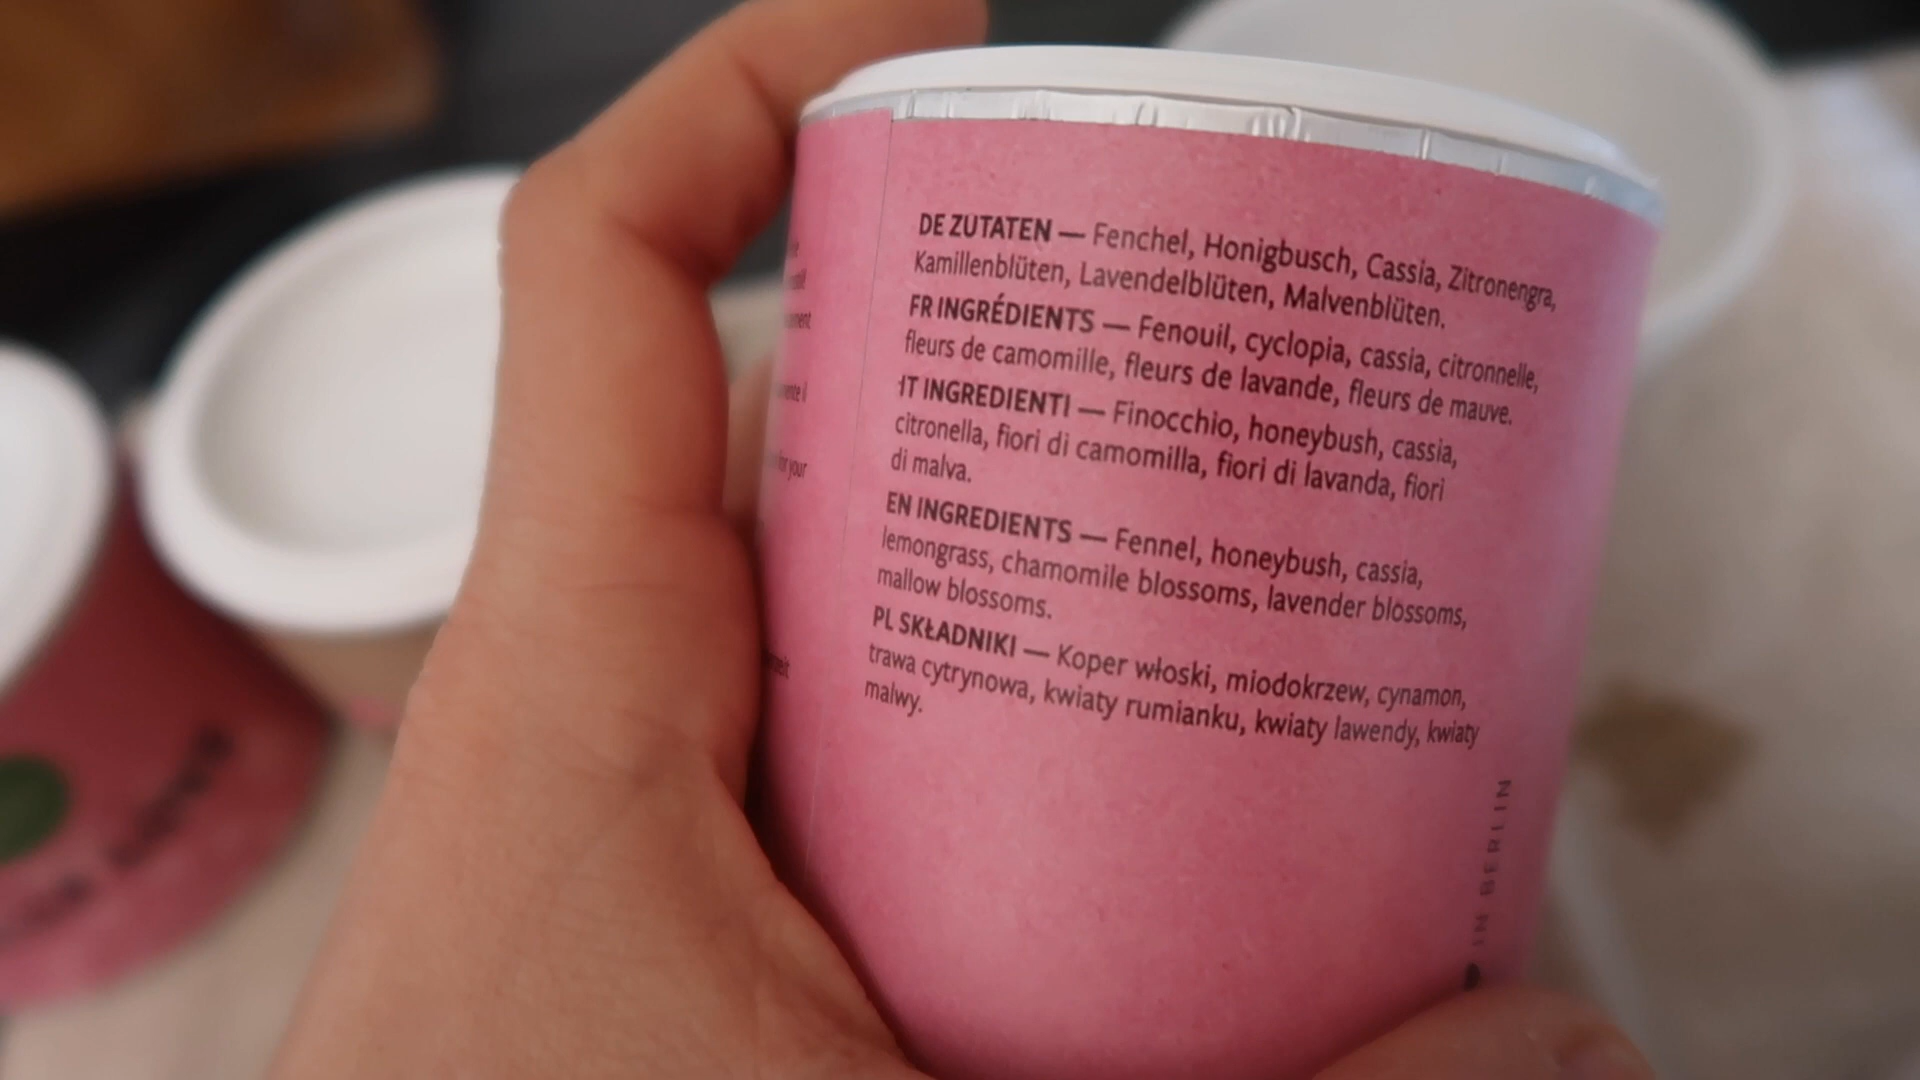 DE ZUTATEN — Fenchel, Honigbusch, Cassia, Zitronengra,
Kamillenblüten, Lavendelblüten, Malvenblüten.
FR INGRÉDIENTS — Fenouil, cyclopia, cassia, citronnelle,
fleurs de camomille, fleurs de lavande, fleurs de mauve.
IT INGREDIENTI — Finocchio, honeybush, cassia,
citronella, fiori di camomilla, fiori di lavanda, fiori
di malva.
EN INGREDIENTS — Fennel, honeybush, cassia,
lemongrass, chamomile blossoms, lavender blossoms,
mallow blossoms.
PL SKŁADNIKI — Koper włoski, miodokrzew, cynamon,
trawa cytrynowa, kwiaty rumianku, kwiaty lawendy, kwiaty
malwy.
IN BERLIN
for your